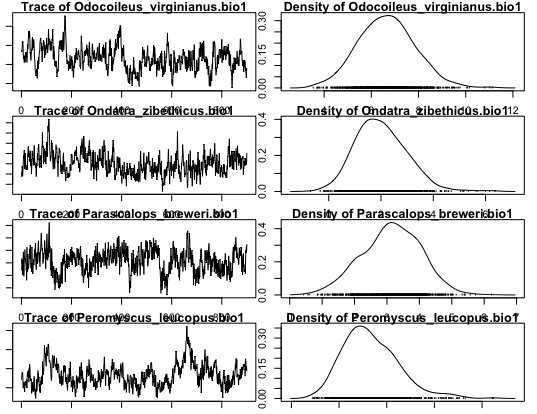 Trace of Odocoileus_virginianus.bio1
Density of Odocoileus_virginianus.bio1
0.00 0.15 0.30
Trace of Ondatra_zibethicus.bio1
Density of Ondatra_zibethicus.bio1
12
0.0 0.2 0.4
Trace of Parascalops_breweri.bio1
Density of Parascalops_breweri.bio1
0.0 0.2 0.4
Trace of Peromyscus_leucopus.bio1
Density of Peromyscus_leucopus.bio1
0.00 0.15 0.30